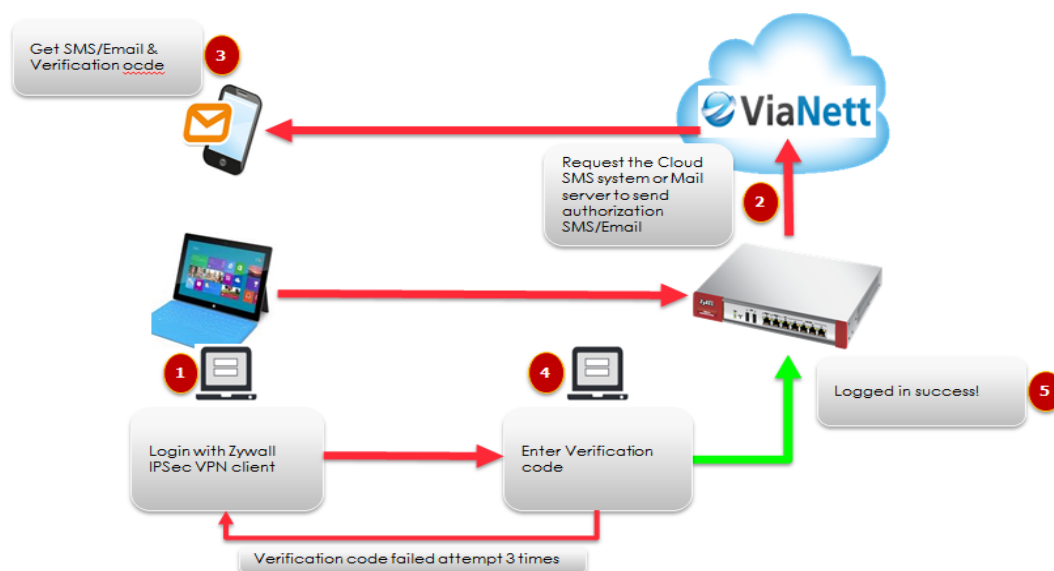 Get SMS/Email &
Verification ocde
3
ViaNett
Request the Cloud
SMS system or Mail
server to send
authorization
SMS/Email
2
ZyXEL
1
4
Login with Zywall
IPSec VPN client
Enter Verification
code
Logged in success!
5
Verification code failed attempt 3 times